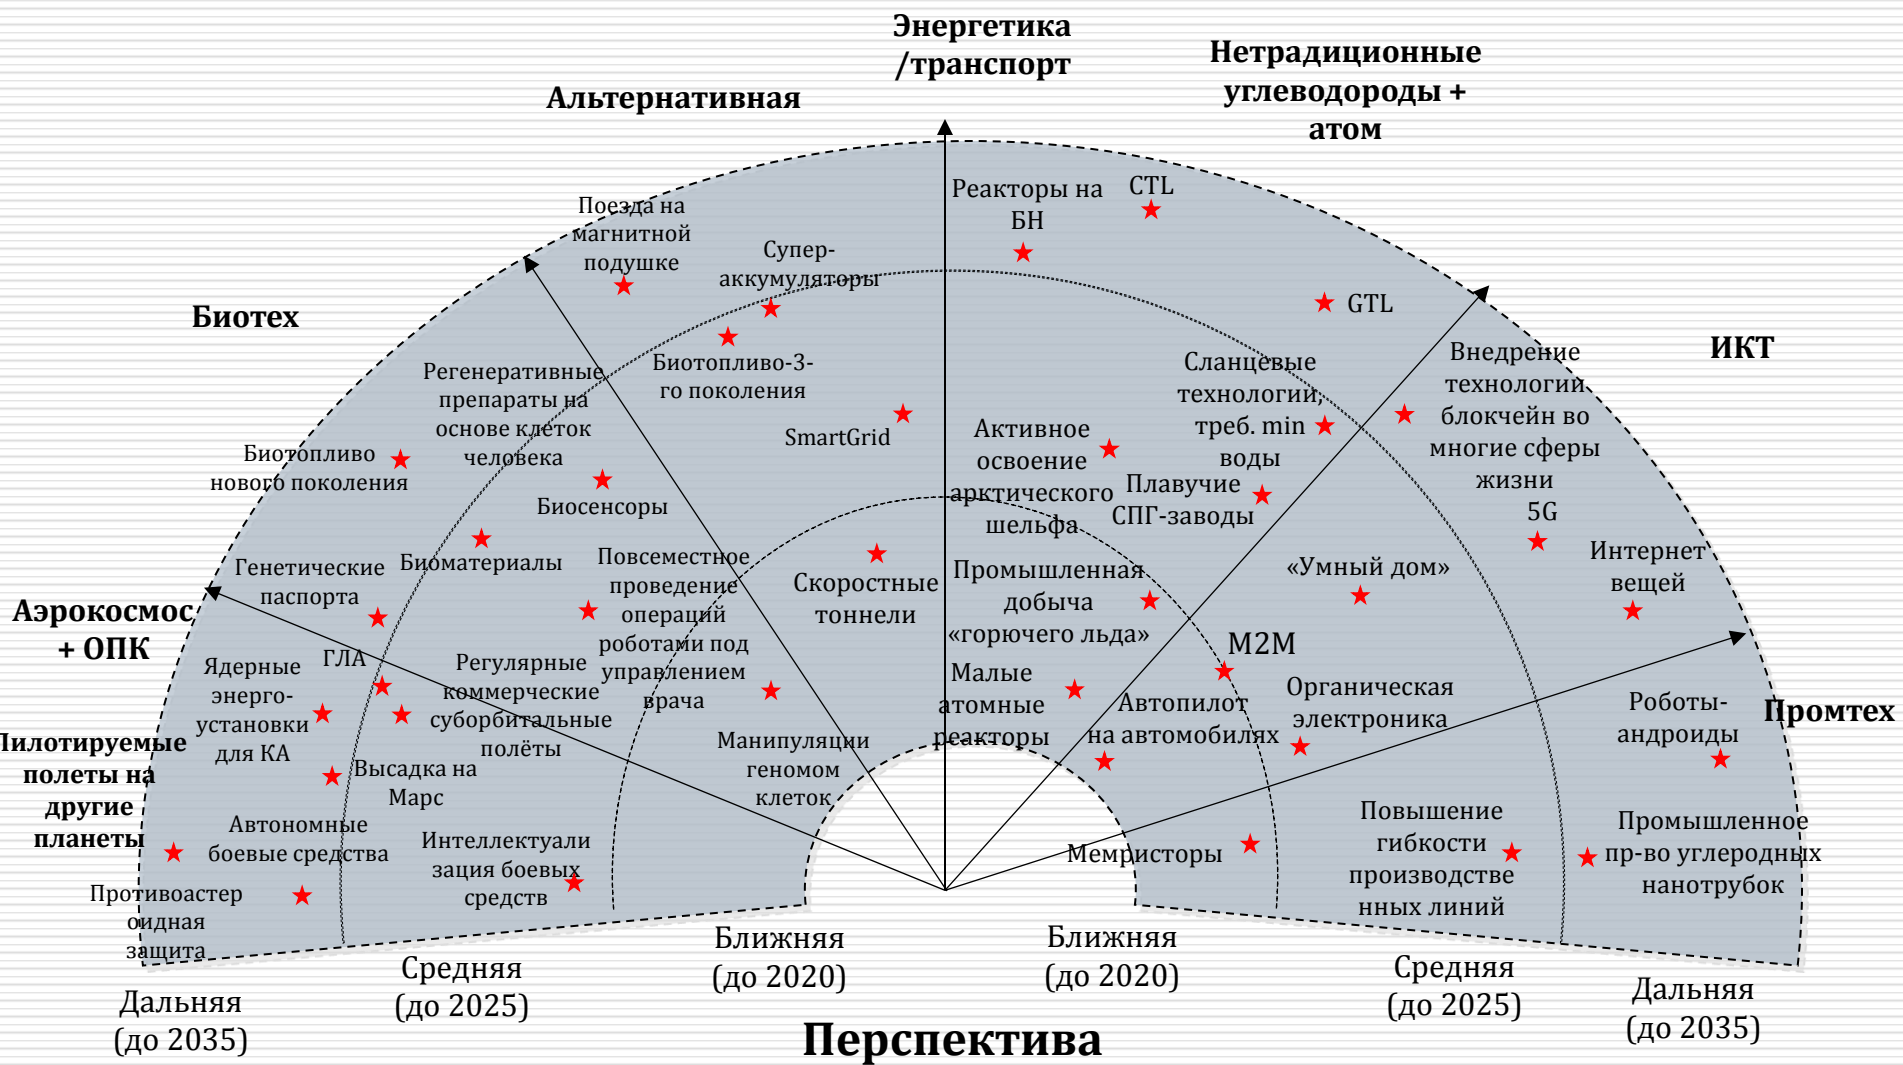 Энергетика
/транспорт
Нетрадиционные
углеводороды +
атом
Альтернативная
Биотех
ИКТ
Аэрокосмос
+ ОПК
Промтех
Поезда на
магнитной
подушке
Супер-
аккумуляторы
Биотопливо-3-
го поколения
SmartGrid
Скоростные
тоннели
Реакторы на
БН
CTL
GTL
Сланцевые
технологии,
треб. min
воды
Активное
освоение
арктического
шельфа
Плавучие
СПГ-заводы
Промышленная
добыча
«горючего льда»
Малые
атомные
реакторы
Внедрение
технологии
блокчейн во
многие сферы
жизни
5G
Интернет
вещей
«Умный дом»
M2M
Автопилот
на автомобилях
Органическая
электроника
Роботы-
андроиды
Повышение
гибкости
производстве
нных линий
Промышленное
пр-во углеродных
нанотрубок
Мемристоры
Регенеративные
препараты на
основе клеток
человека
Биотопливо
нового поколения
Биосенсоры
Биоматериалы
Генетические
паспорта
Повсеместное
проведение
операций
роботами под
управлением
врача
Манипуляции
геномом
клеток
ГЛА
Ядерные
энерго-
установки
для КА
Регулярные
коммерческие
суборбитальные
полёты
Высадка на
Марс
Пилотируемые
полеты на
другие
планеты
Автономные
боевые средства
Интеллектуали
зация боевых
средств
Противоастер
оидная
защита
Дальняя
(до 2035)
Средняя
(до 2025)
Ближняя
(до 2020)
Ближняя
(до 2020)
Средняя
(до 2025)
Дальняя
(до 2035)
Перспектива